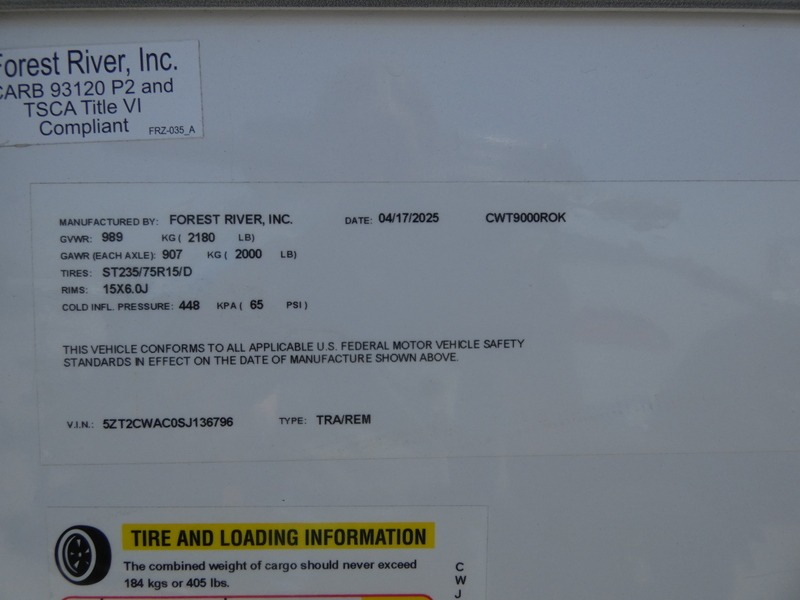 Forest River, Inc.
CARB 93120 P2 and
TSCA Title VI
Compliant FRZ-035_A
MANUFACTURED BY: FOREST RIVER, INC. DATE: 04/17/2025 CWT9000ROK
GVWR: 989 KG ( 2180 LB)
GAWR (EACH AXLE): 907 KG ( 2000 LB)
TIRES: ST235/75R15/D
RIMS: 15X6.0J
COLD INFL. PRESSURE: 448 KPA ( 65 PSI )
THIS VEHICLE CONFORMS TO ALL APPLICABLE U.S. FEDERAL MOTOR VEHICLE SAFETY
STANDARDS IN EFFECT ON THE DATE OF MANUFACTURE SHOWN ABOVE.
V.I.N.: 5ZT2CWAC0SJ136796 TYPE: TRA/REM
TIRE AND LOADING INFORMATION
The combined weight of cargo should never exceed
184 kgs or 405 lbs.
C
W
J